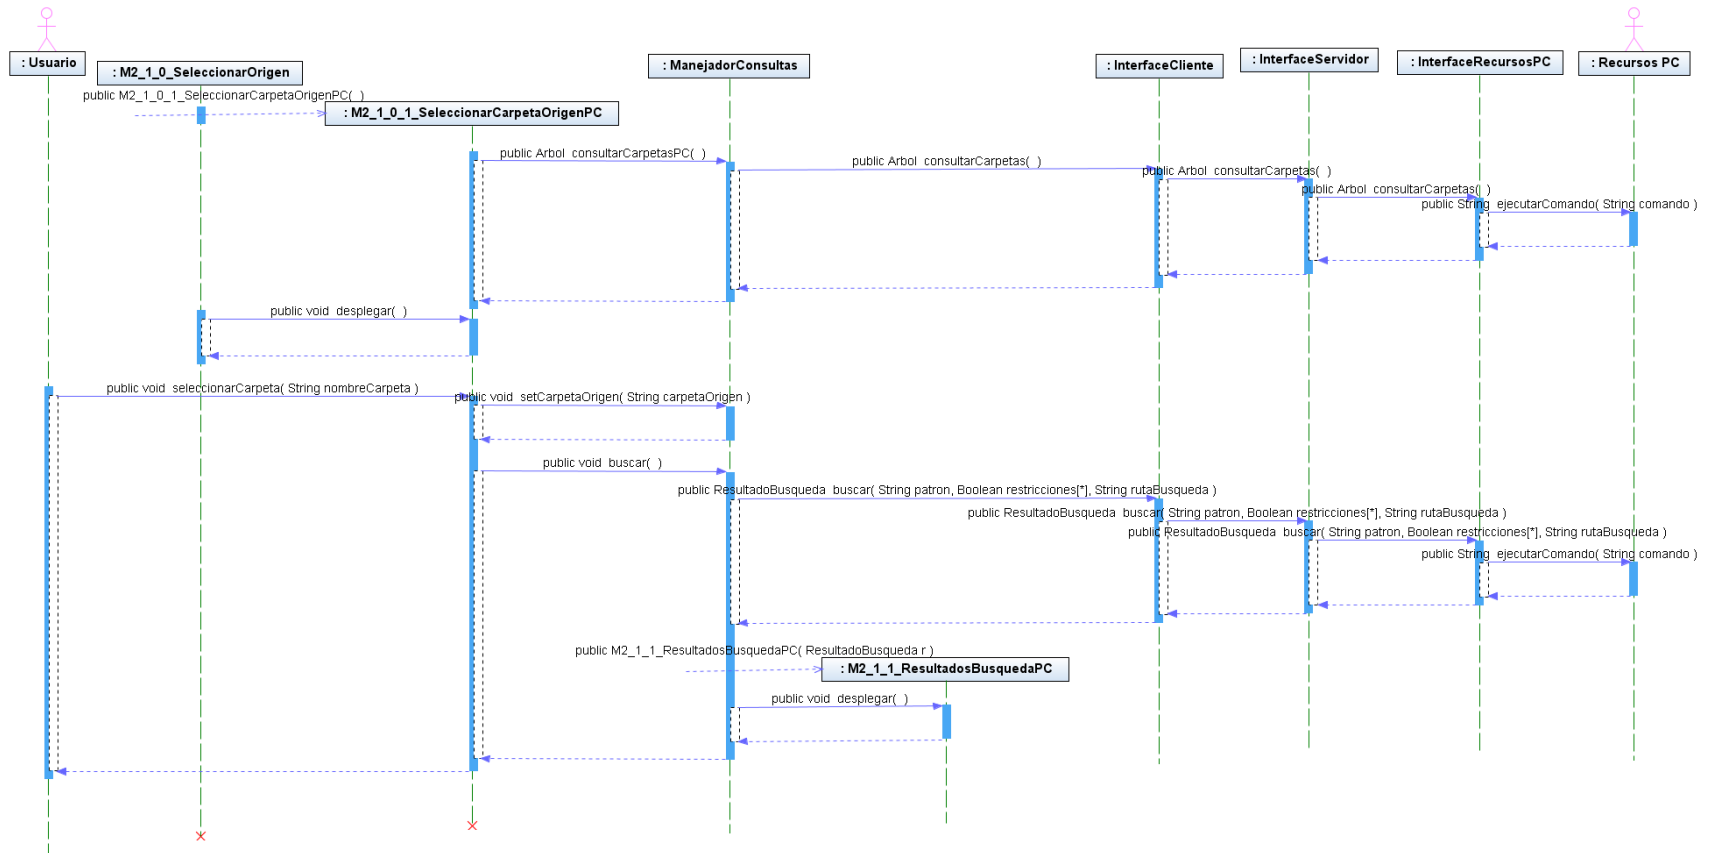 : Usuario
: M2_1_0_SeleccionarOrigen
: ManejadorConsultas
: InterfaceCliente
: InterfaceServidor
: InterfaceRecursosPC
: Recursos PC
public M2_1_0_1_SeleccionarCarpetaOrigenPC(  )
: M2_1_0_1_SeleccionarCarpetaOrigenPC
public Arbol  consultarCarpetasPC(  )
public Arbol  consultarCarpetas(  )
public Arbol  consultarCarpetas(  )
public Arbol  consultarCarpetas(  )
public String  ejecutarComando( String comando )
public void  desplegar(  )
public void  seleccionarCarpeta( String nombreCarpeta )
public void  setCarpetaOrigen( String carpetaOrigen )
public void  buscar(  )
public ResultadoBusqueda  buscar( String patron, Boolean restricciones[*], String rutaBusqueda )
public ResultadoBusqueda  buscar( String patron, Boolean restricciones[*], String rutaBusqueda )
public ResultadoBusqueda  buscar( String patron, Boolean restricciones[*], String rutaBusqueda )
public String  ejecutarComando( String comando )
public M2_1_1_ResultadosBusquedaPC( ResultadoBusqueda r )
: M2_1_1_ResultadosBusquedaPC
public void  desplegar(  )